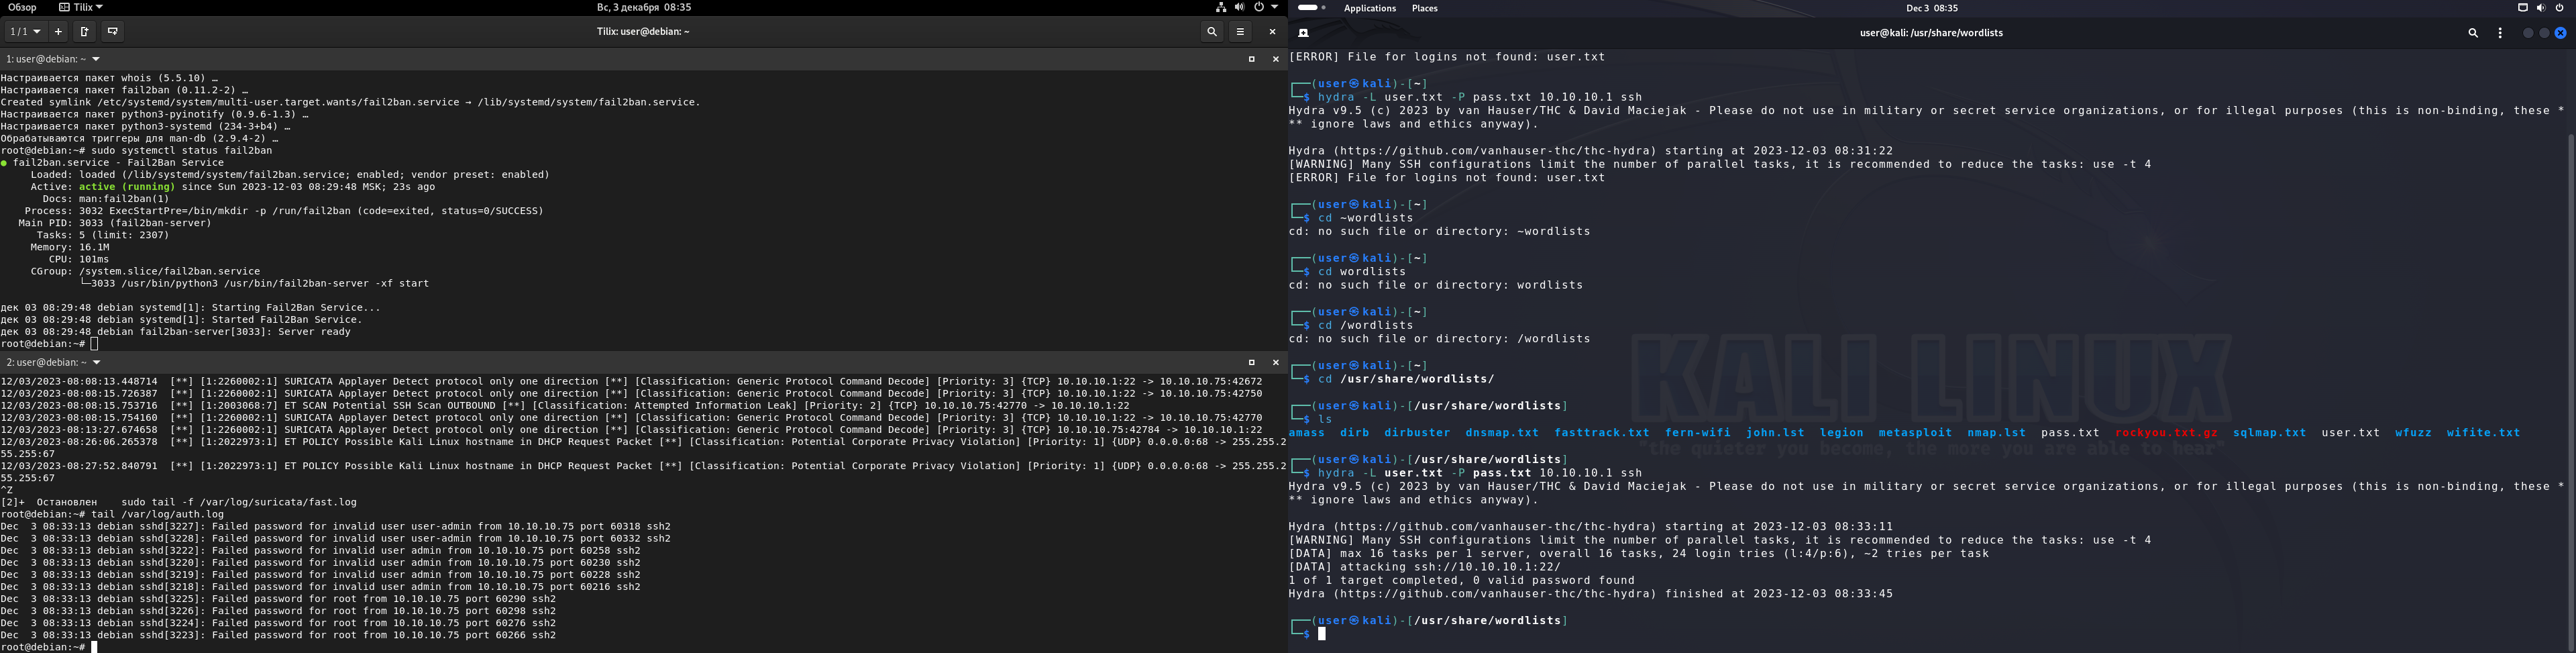 Обзор Tilix Вс, 3 декабря 08:35
1 / 1 Tilix: user@debian: ~
1: user@debian: ~
Настраивается пакет whois (5.5.10) …
Настраивается пакет fail2ban (0.11.2-2) …
Created symlink /etc/systemd/system/multi-user.target.wants/fail2ban.service → /lib/systemd/system/fail2ban.service.
Настраивается пакет python3-pyinotify (0.9.6-1.3) …
Настраивается пакет python3-systemd (234-3+b4) …
Обрабатываются триггеры для man-db (2.9.4-2) …
root@debian:~# sudo systemctl status fail2ban
● fail2ban.service - Fail2Ban Service
Loaded: loaded (/lib/systemd/system/fail2ban.service; enabled; vendor preset: enabled)
Active: active (running) since Sun 2023-12-03 08:29:48 MSK; 23s ago
Docs: man:fail2ban(1)
Process: 3032 ExecStartPre=/bin/mkdir -p /run/fail2ban (code=exited, status=0/SUCCESS)
Main PID: 3033 (fail2ban-server)
Tasks: 5 (limit: 2307)
Memory: 16.1M
CPU: 101ms
CGroup: /system.slice/fail2ban.service
└─3033 /usr/bin/python3 /usr/bin/fail2ban-server -xf start
дек 03 08:29:48 debian systemd[1]: Starting Fail2Ban Service...
дек 03 08:29:48 debian systemd[1]: Started Fail2Ban Service.
дек 03 08:29:48 debian fail2ban-server[3033]: Server ready
root@debian:~#
2: user@debian: ~
12/03/2023-08:08:13.448714  [**] [1:2260002:1] SURICATA Applayer Detect protocol only one direction [**] [Classification: Generic Protocol Command Decode] [Priority: 3] {TCP} 10.10.10.1:22 -> 10.10.10.75:42672
12/03/2023-08:08:15.726387  [**] [1:2260002:1] SURICATA Applayer Detect protocol only one direction [**] [Classification: Generic Protocol Command Decode] [Priority: 3] {TCP} 10.10.10.1:22 -> 10.10.10.75:42750
12/03/2023-08:08:15.753716  [**] [1:2003068:7] ET SCAN Potential SSH Scan OUTBOUND [**] [Classification: Attempted Information Leak] [Priority: 2] {TCP} 10.10.10.75:42770 -> 10.10.10.1:22
12/03/2023-08:08:15.754160  [**] [1:2260002:1] SURICATA Applayer Detect protocol only one direction [**] [Classification: Generic Protocol Command Decode] [Priority: 3] {TCP} 10.10.10.1:22 -> 10.10.10.75:42770
12/03/2023-08:13:27.674658  [**] [1:2260002:1] SURICATA Applayer Detect protocol only one direction [**] [Classification: Generic Protocol Command Decode] [Priority: 3] {TCP} 10.10.10.75:42784 -> 10.10.10.1:22
12/03/2023-08:26:06.265378  [**] [1:2022973:1] ET POLICY Possible Kali Linux hostname in DHCP Request Packet [**] [Classification: Potential Corporate Privacy Violation] [Priority: 1] {UDP} 0.0.0.0:68 -> 255.255.2
55.255:67
12/03/2023-08:27:52.840791  [**] [1:2022973:1] ET POLICY Possible Kali Linux hostname in DHCP Request Packet [**] [Classification: Potential Corporate Privacy Violation] [Priority: 1] {UDP} 0.0.0.0:68 -> 255.255.2
55.255:67
^Z
[2]+  Остановлен    sudo tail -f /var/log/suricata/fast.log
root@debian:~# tail /var/log/auth.log
Dec  3 08:33:13 debian sshd[3227]: Failed password for invalid user user-admin from 10.10.10.75 port 60318 ssh2
Dec  3 08:33:13 debian sshd[3228]: Failed password for invalid user user-admin from 10.10.10.75 port 60332 ssh2
Dec  3 08:33:13 debian sshd[3222]: Failed password for invalid user admin from 10.10.10.75 port 60258 ssh2
Dec  3 08:33:13 debian sshd[3220]: Failed password for invalid user admin from 10.10.10.75 port 60230 ssh2
Dec  3 08:33:13 debian sshd[3219]: Failed password for invalid user admin from 10.10.10.75 port 60228 ssh2
Dec  3 08:33:13 debian sshd[3218]: Failed password for invalid user admin from 10.10.10.75 port 60216 ssh2
Dec  3 08:33:13 debian sshd[3225]: Failed password for root from 10.10.10.75 port 60290 ssh2
Dec  3 08:33:13 debian sshd[3226]: Failed password for root from 10.10.10.75 port 60298 ssh2
Dec  3 08:33:13 debian sshd[3224]: Failed password for root from 10.10.10.75 port 60276 ssh2
Dec  3 08:33:13 debian sshd[3223]: Failed password for root from 10.10.10.75 port 60266 ssh2
root@debian:~#
Applications Places Dec 3 08:35
user@kali: /usr/share/wordlists
[ERROR] File for logins not found: user.txt
┌──(user㉿kali)-[~]
└─$ hydra -L user.txt -P pass.txt 10.10.10.1 ssh
Hydra v9.5 (c) 2023 by van Hauser/THC & David Maciejak - Please do not use in military or secret service organizations, or for illegal purposes (this is non-binding, these *
** ignore laws and ethics anyway).
Hydra (https://github.com/vanhauser-thc/thc-hydra) starting at 2023-12-03 08:31:22
[WARNING] Many SSH configurations limit the number of parallel tasks, it is recommended to reduce the tasks: use -t 4
[ERROR] File for logins not found: user.txt
┌──(user㉿kali)-[~]
└─$ cd ~wordlists
cd: no such file or directory: ~wordlists
┌──(user㉿kali)-[~]
└─$ cd wordlists
cd: no such file or directory: wordlists
┌──(user㉿kali)-[~]
└─$ cd /wordlists
cd: no such file or directory: /wordlists
┌──(user㉿kali)-[~]
└─$ cd /usr/share/wordlists/
┌──(user㉿kali)-[/usr/share/wordlists]
└─$ ls
amass  dirb  dirbuster  dnsmap.txt  fasttrack.txt  fern-wifi  john.lst  legion  metasploit  nmap.lst  pass.txt  rockyou.txt.gz  sqlmap.txt  user.txt  wfuzz  wifite.txt
┌──(user㉿kali)-[/usr/share/wordlists]
└─$ hydra -L user.txt -P pass.txt 10.10.10.1 ssh
Hydra v9.5 (c) 2023 by van Hauser/THC & David Maciejak - Please do not use in military or secret service organizations, or for illegal purposes (this is non-binding, these *
** ignore laws and ethics anyway).
Hydra (https://github.com/vanhauser-thc/thc-hydra) starting at 2023-12-03 08:33:11
[WARNING] Many SSH configurations limit the number of parallel tasks, it is recommended to reduce the tasks: use -t 4
[DATA] max 16 tasks per 1 server, overall 16 tasks, 24 login tries (l:4/p:6), ~2 tries per task
[DATA] attacking ssh://10.10.10.1:22/
1 of 1 target completed, 0 valid password found
Hydra (https://github.com/vanhauser-thc/thc-hydra) finished at 2023-12-03 08:33:45
┌──(user㉿kali)-[/usr/share/wordlists]
└─$
KALI LINUX
"the quieter you become, the more you are able to hear"